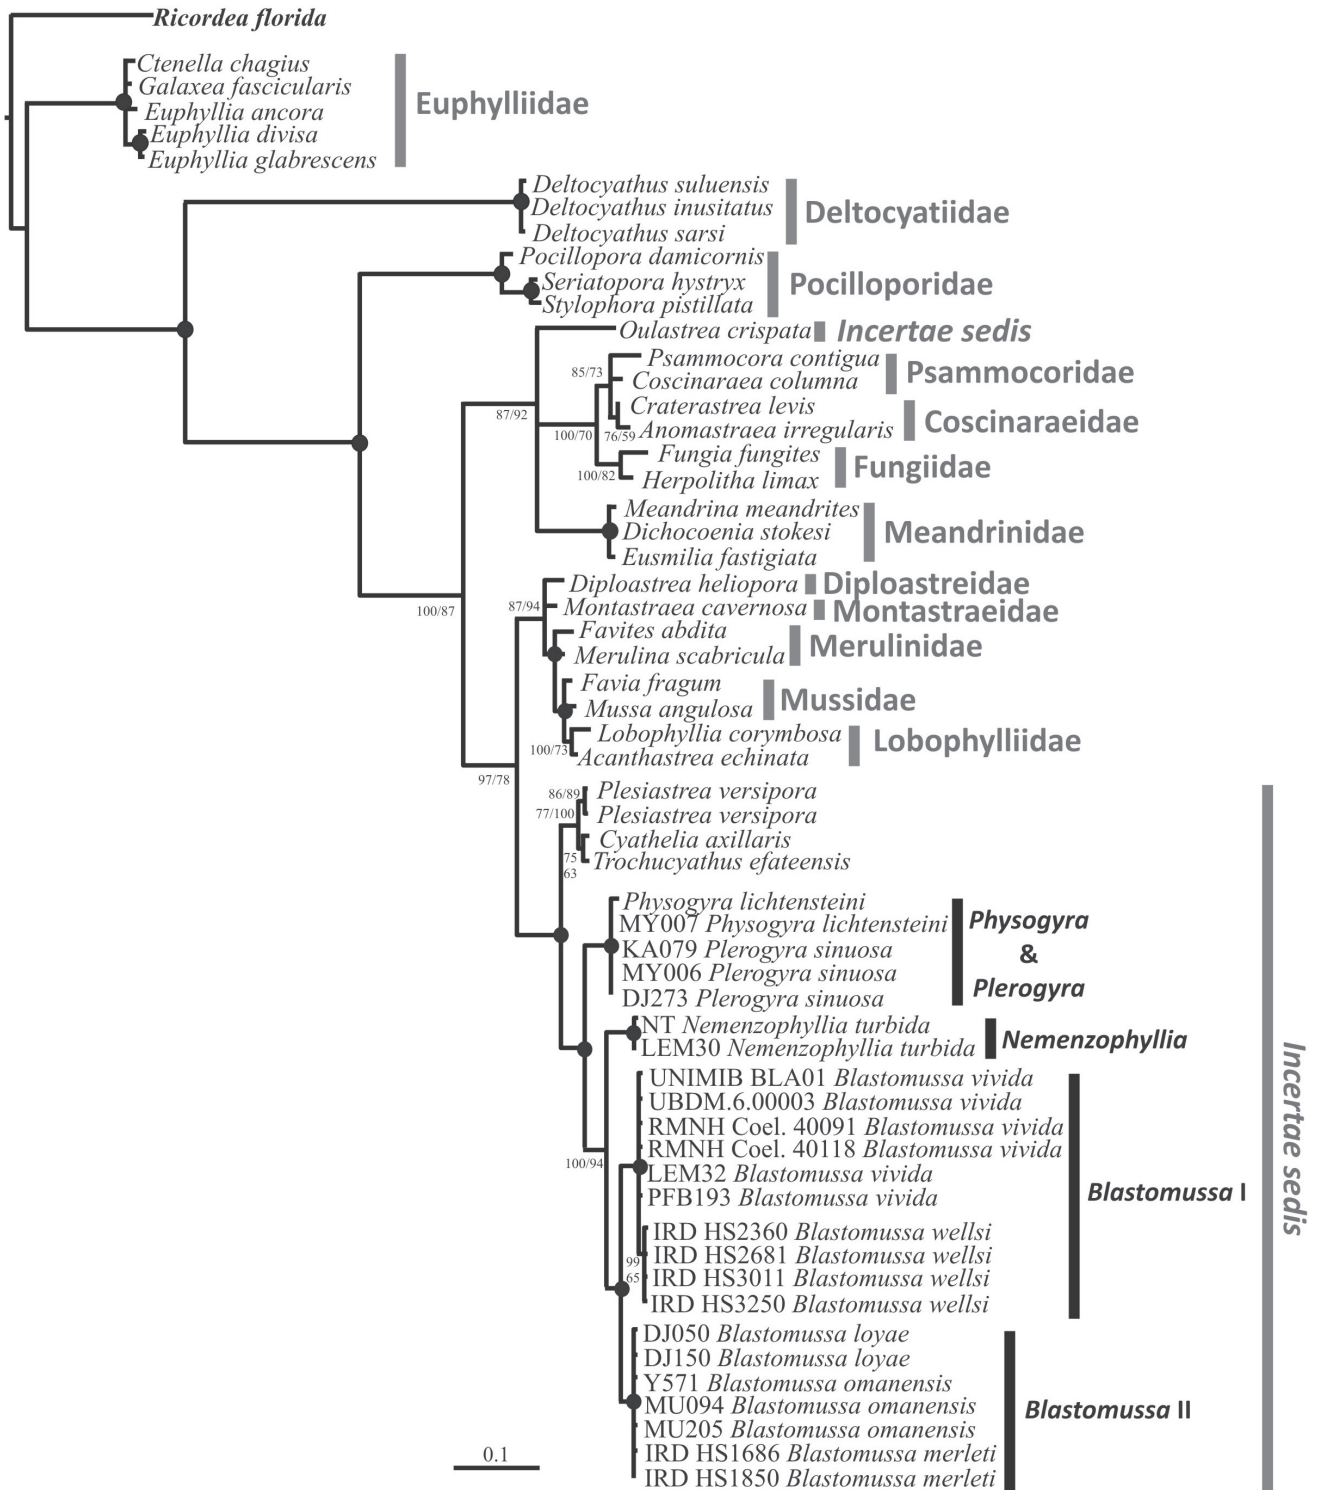 Ricordea florida
Ctenella chagius
Galaxea fascicularis
Euphyllia ancora
Euphyllia divisa
Euphyllia glabrescens
Euphylliidae
Deltocyathus suluensis
Deltocyathus inusitatus
Deltocyathus sarsi
Deltocyatiidae
Pocillopora damicornis
Seriatopora hystryx
Stylophora pistillata
Pocilloporidae
Oulastrea crispata
Incertae sedis
85/73
Psammocora contigua
Coscinaraea columna
Psammocoridae
87/92
Craterastrea levis
Anomastraea irregularis
Coscinaraeidae
100/70
76/59
Fungia fungites
Herpolitha limax
Fungiidae
100/82
Meandrina meandrites
Dichocoenia stokesi
Eusmilia fastigiata
Meandrinidae
Diploastrea heliopora
Diploastreidae
100/87
87/94
Montastraea cavernosa
Montastraeidae
Favites abdita
Merulina scabricula
Merulinidae
Favia fragum
Mussa angulosa
Mussidae
Lobophyllia corymbosa
Acanthastrea echinata
Lobophylliidae
100/73
97/78
86/89
Plesiastrea versipora
77/100
Plesiastrea versipora
Cyathelia axillaris
Trochucyathus efateensis
75
63
Physogyra lichtensteini
MY007 Physogyra lichtensteini
KA079 Plerogyra sinuosa
MY006 Plerogyra sinuosa
DJ273 Plerogyra sinuosa
Physogyra
&
Plerogyra
NT Nemenzophyllia turbida
LEM30 Nemenzophyllia turbida
Nemenzophyllia
UNIMIB BLA01 Blastomussa vivida
UBDM.6.00003 Blastomussa vivida
RMNH Coel. 40091 Blastomussa vivida
RMNH Coel. 40118 Blastomussa vivida
100/94
LEM32 Blastomussa vivida
PFB193 Blastomussa vivida
Blastomussa I
IRD HS2360 Blastomussa wellsi
IRD HS2681 Blastomussa wellsi
99
65
IRD HS3011 Blastomussa wellsi
IRD HS3250 Blastomussa wellsi
DJ050 Blastomussa loyae
DJ150 Blastomussa loyae
Y571 Blastomussa omanensis
MU094 Blastomussa omanensis
MU205 Blastomussa omanensis
IRD HS1686 Blastomussa merleti
IRD HS1850 Blastomussa merleti
Blastomussa II
Incertae sedis
0.1